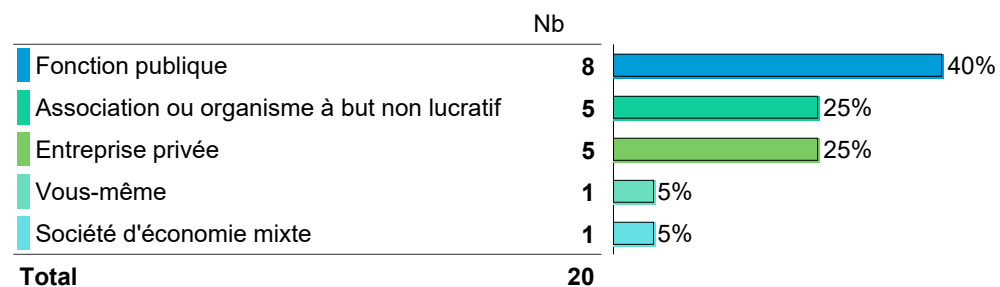 Nb
Fonction publique 8 40%
Association ou organisme à but non lucratif 5 25%
Entreprise privée 5 25%
Vous-même 1 5%
Société d'économie mixte 1 5%
Total 20